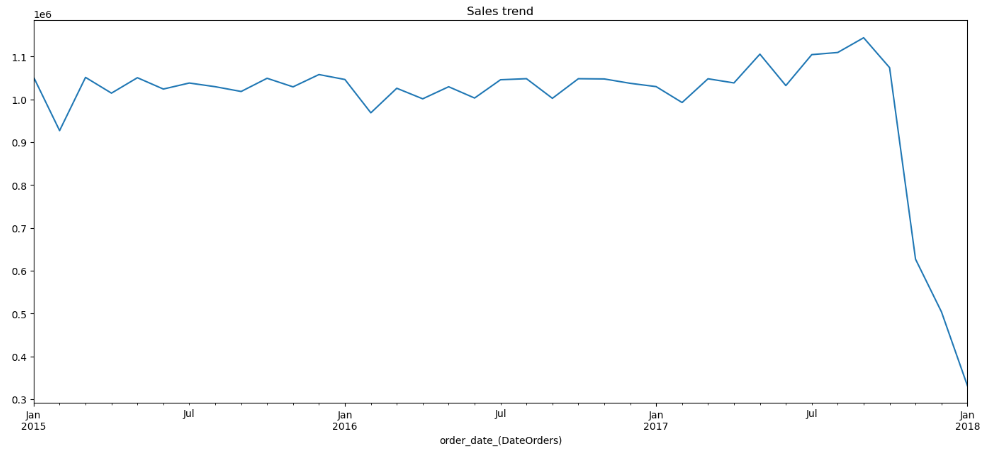 Sales trend
1e6
1.1
1.0
0.9
0.8
0.7
0.6
0.5
0.4
0.3
Jan Jul Jan Jul Jan Jul Jan
2015 2016 2017 2018
order_date_(DateOrders)